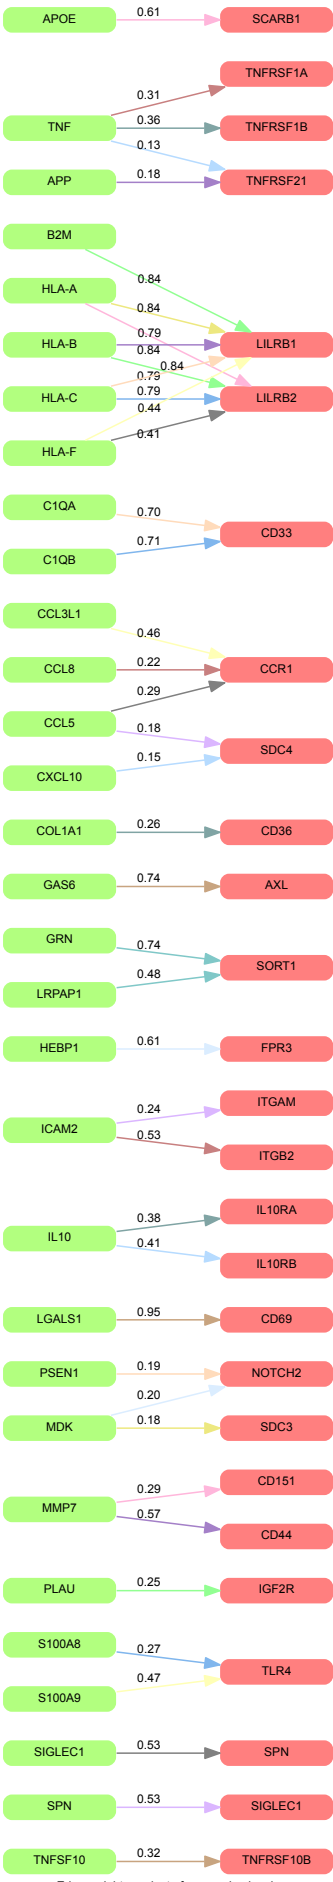 APOE 0.61 SCARB1
TNFRSF1A
0.31
TNF 0.36 TNFRSF1B
0.13
APP 0.18 TNFRSF21
B2M
HLA-A 0.84
0.84
HLA-B 0.79 LILRB1
0.84
0.84
0.79
HLA-C 0.79 LILRB2
0.44
0.41
HLA-F
C1QA 0.70
CD33
C1QB 0.71
CCL3L1
0.46
CCL8 0.22 CCR1
0.29
CCL5 0.18
SDC4
0.15
CXCL10
COL1A1 0.26 CD36
GAS6 0.74 AXL
GRN 0.74
SORT1
0.48
LRPAP1
HEBP1 0.61 FPR3
ITGAM
0.24
ICAM2
0.53
ITGB2
IL10RA
0.38
IL10
0.41
IL10RB
LGALS1 0.95 CD69
PSEN1 0.19 NOTCH2
0.20
MDK 0.18 SDC3
CD151
0.29
MMP7
0.57
CD44
PLAU 0.25 IGF2R
S100A8 0.27
TLR4
0.47
S100A9
SIGLEC1 0.53 SPN
SPN 0.53 SIGLEC1
TNFSF10 0.32 TNFRSF10B